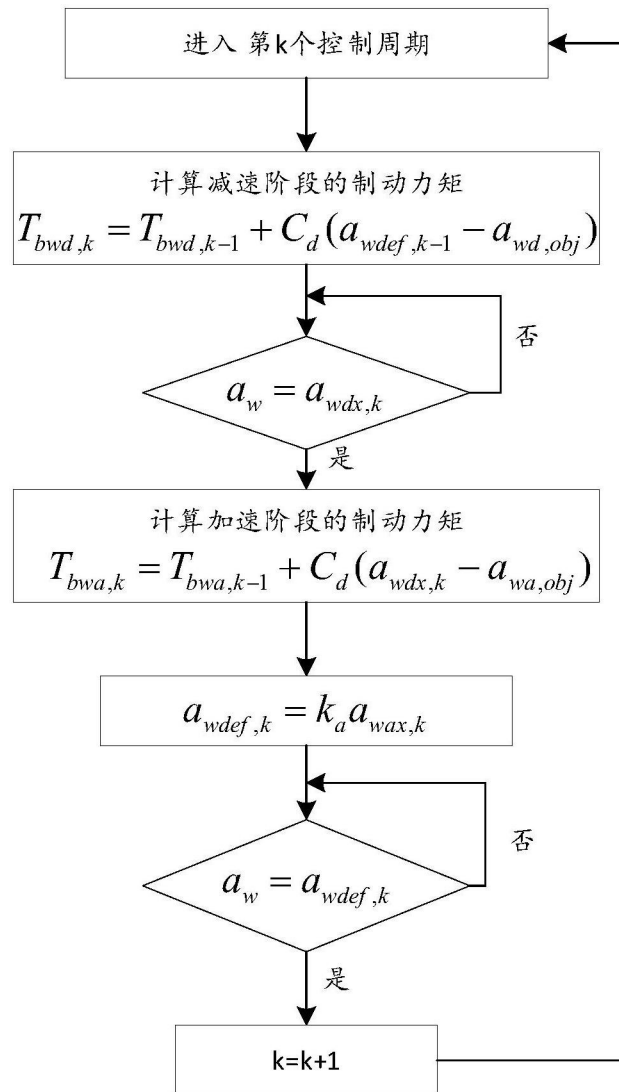 进入 第k个控制周期
计算减速阶段的制动力矩
T_{bwd,k} = T_{bwd,k-1} + C_d(a_{wdef,k-1} − a_{wd,obj})
否
a_w = a_{wdx,k}
是
计算加速阶段的制动力矩
T_{bwa,k} = T_{bwa,k-1} + C_d(a_{wdx,k} − a_{wa,obj})
a_{wdef,k} = k_a a_{wax,k}
否
a_w = a_{wdef,k}
是
k=k+1